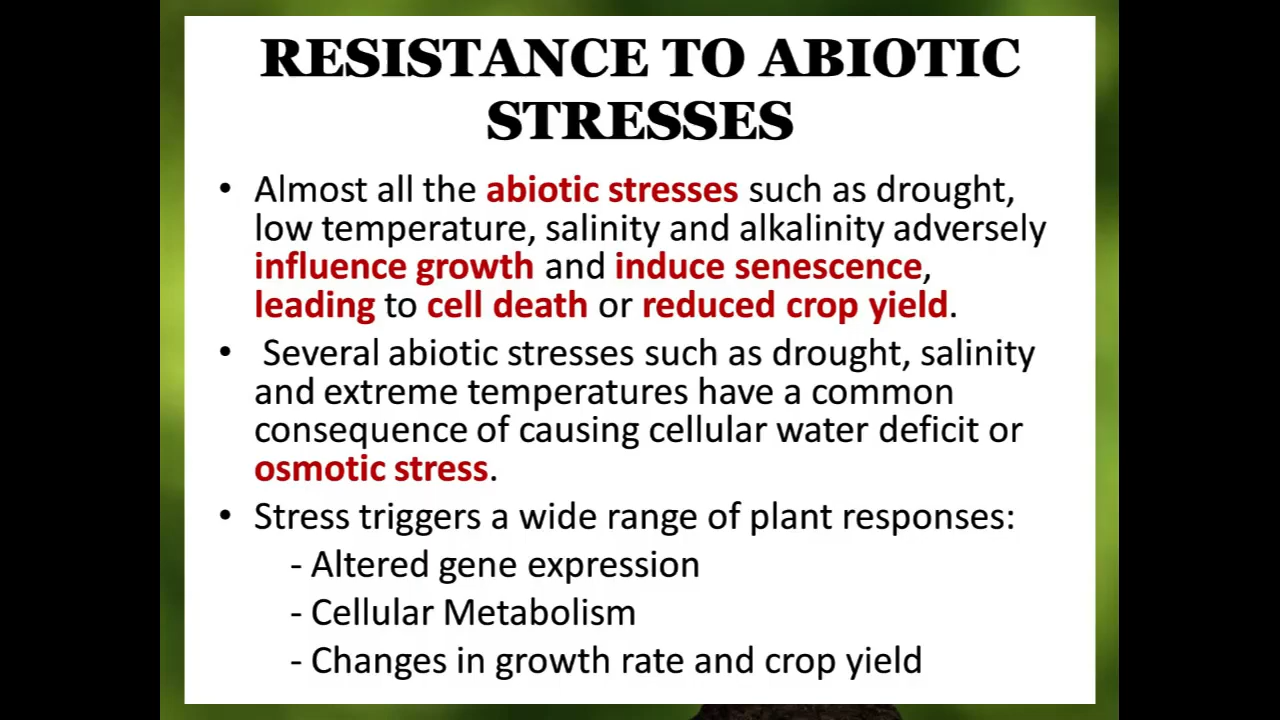 RESISTANCE TO ABIOTIC
STRESSES
• Almost all the abiotic stresses such as drought,
low temperature, salinity and alkalinity adversely
influence growth and induce senescence,
leading to cell death or reduced crop yield.
• Several abiotic stresses such as drought, salinity
and extreme temperatures have a common
consequence of causing cellular water deficit or
osmotic stress.
• Stress triggers a wide range of plant responses:
- Altered gene expression
- Cellular Metabolism
- Changes in growth rate and crop yield